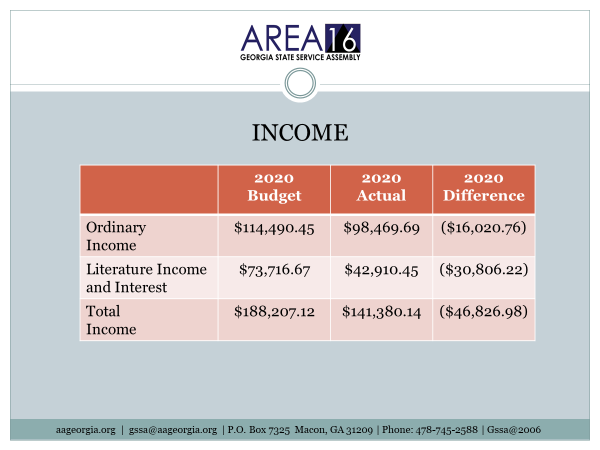 AREA 16
GEORGIA STATE SERVICE ASSEMBLY
INCOME
2020 Budget 2020 Actual 2020 Difference
Ordinary Income $114,490.45 $98,469.69 ($16,020.76)
Literature Income and Interest $73,716.67 $42,910.45 ($30,806.22)
Total Income $188,207.12 $141,380.14 ($46,826.98)
aageorgia.org | gssa@aageorgia.org | P.O. Box 7325 Macon, GA 31209 | Phone: 478-745-2588 | Gssa@2006